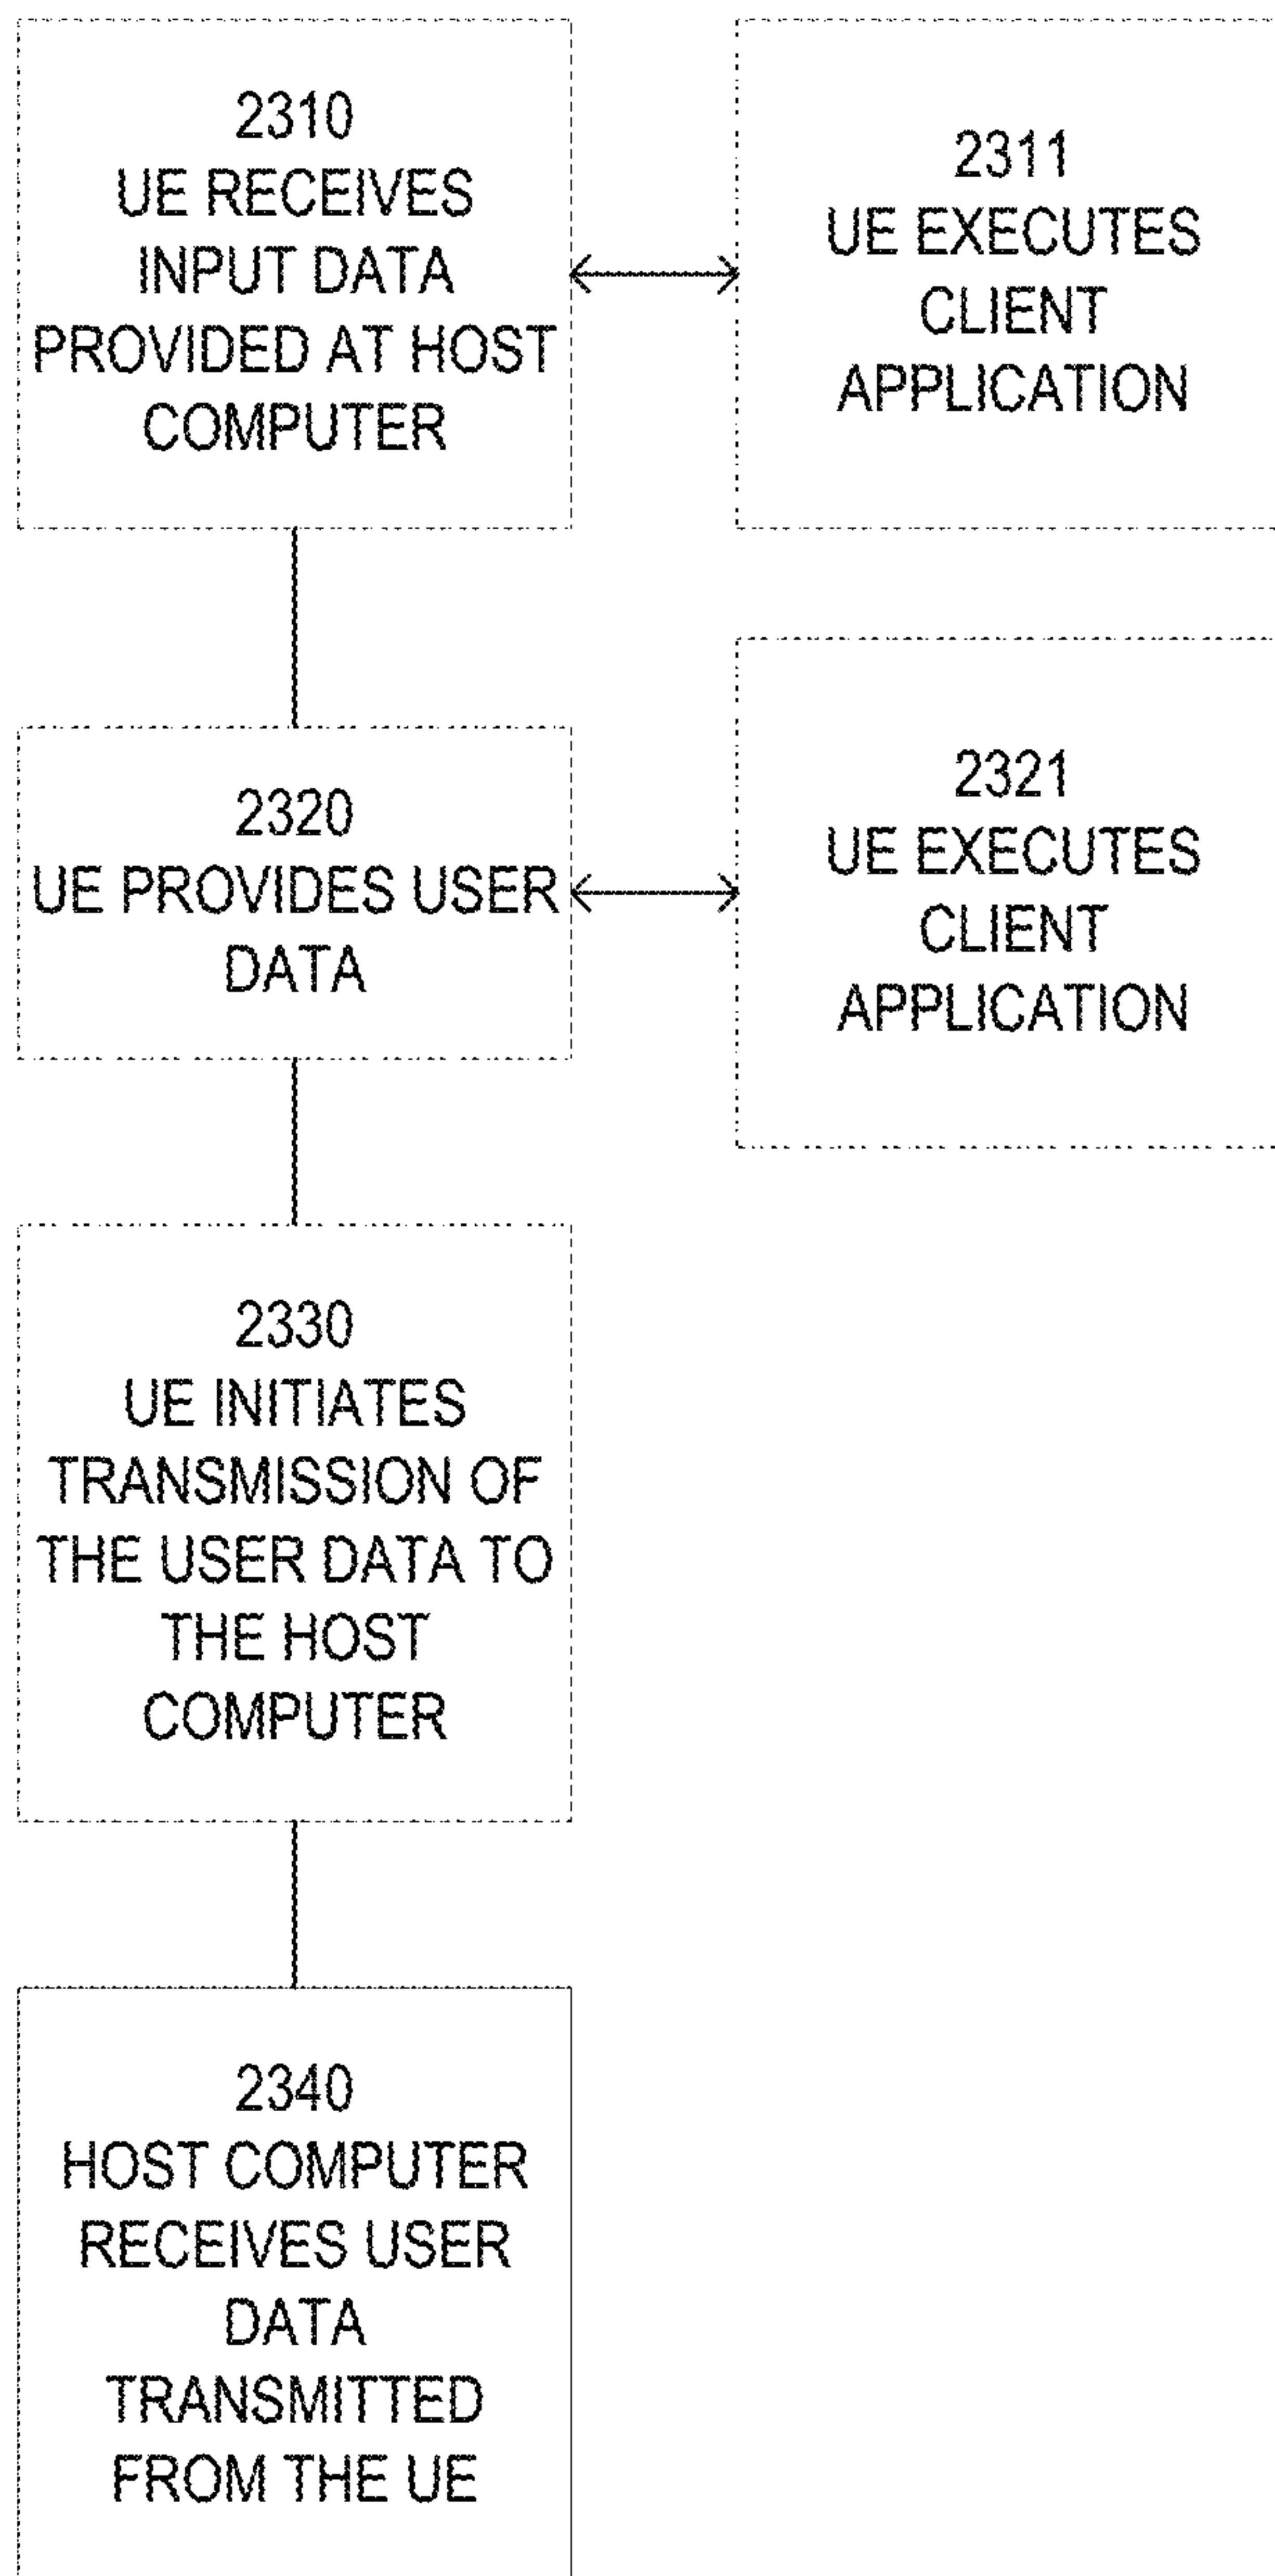 2310
UE RECEIVES
INPUT DATA
PROVIDED AT HOST
COMPUTER
2311
UE EXECUTES
CLIENT
APPLICATION
2320
UE PROVIDES USER
DATA
2321
UE EXECUTES
CLIENT
APPLICATION
2330
UE INITIATES
TRANSMISSION OF
THE USER DATA TO
THE HOST
COMPUTER
2340
HOST COMPUTER
RECEIVES USER
DATA
TRANSMITTED
FROM THE UE